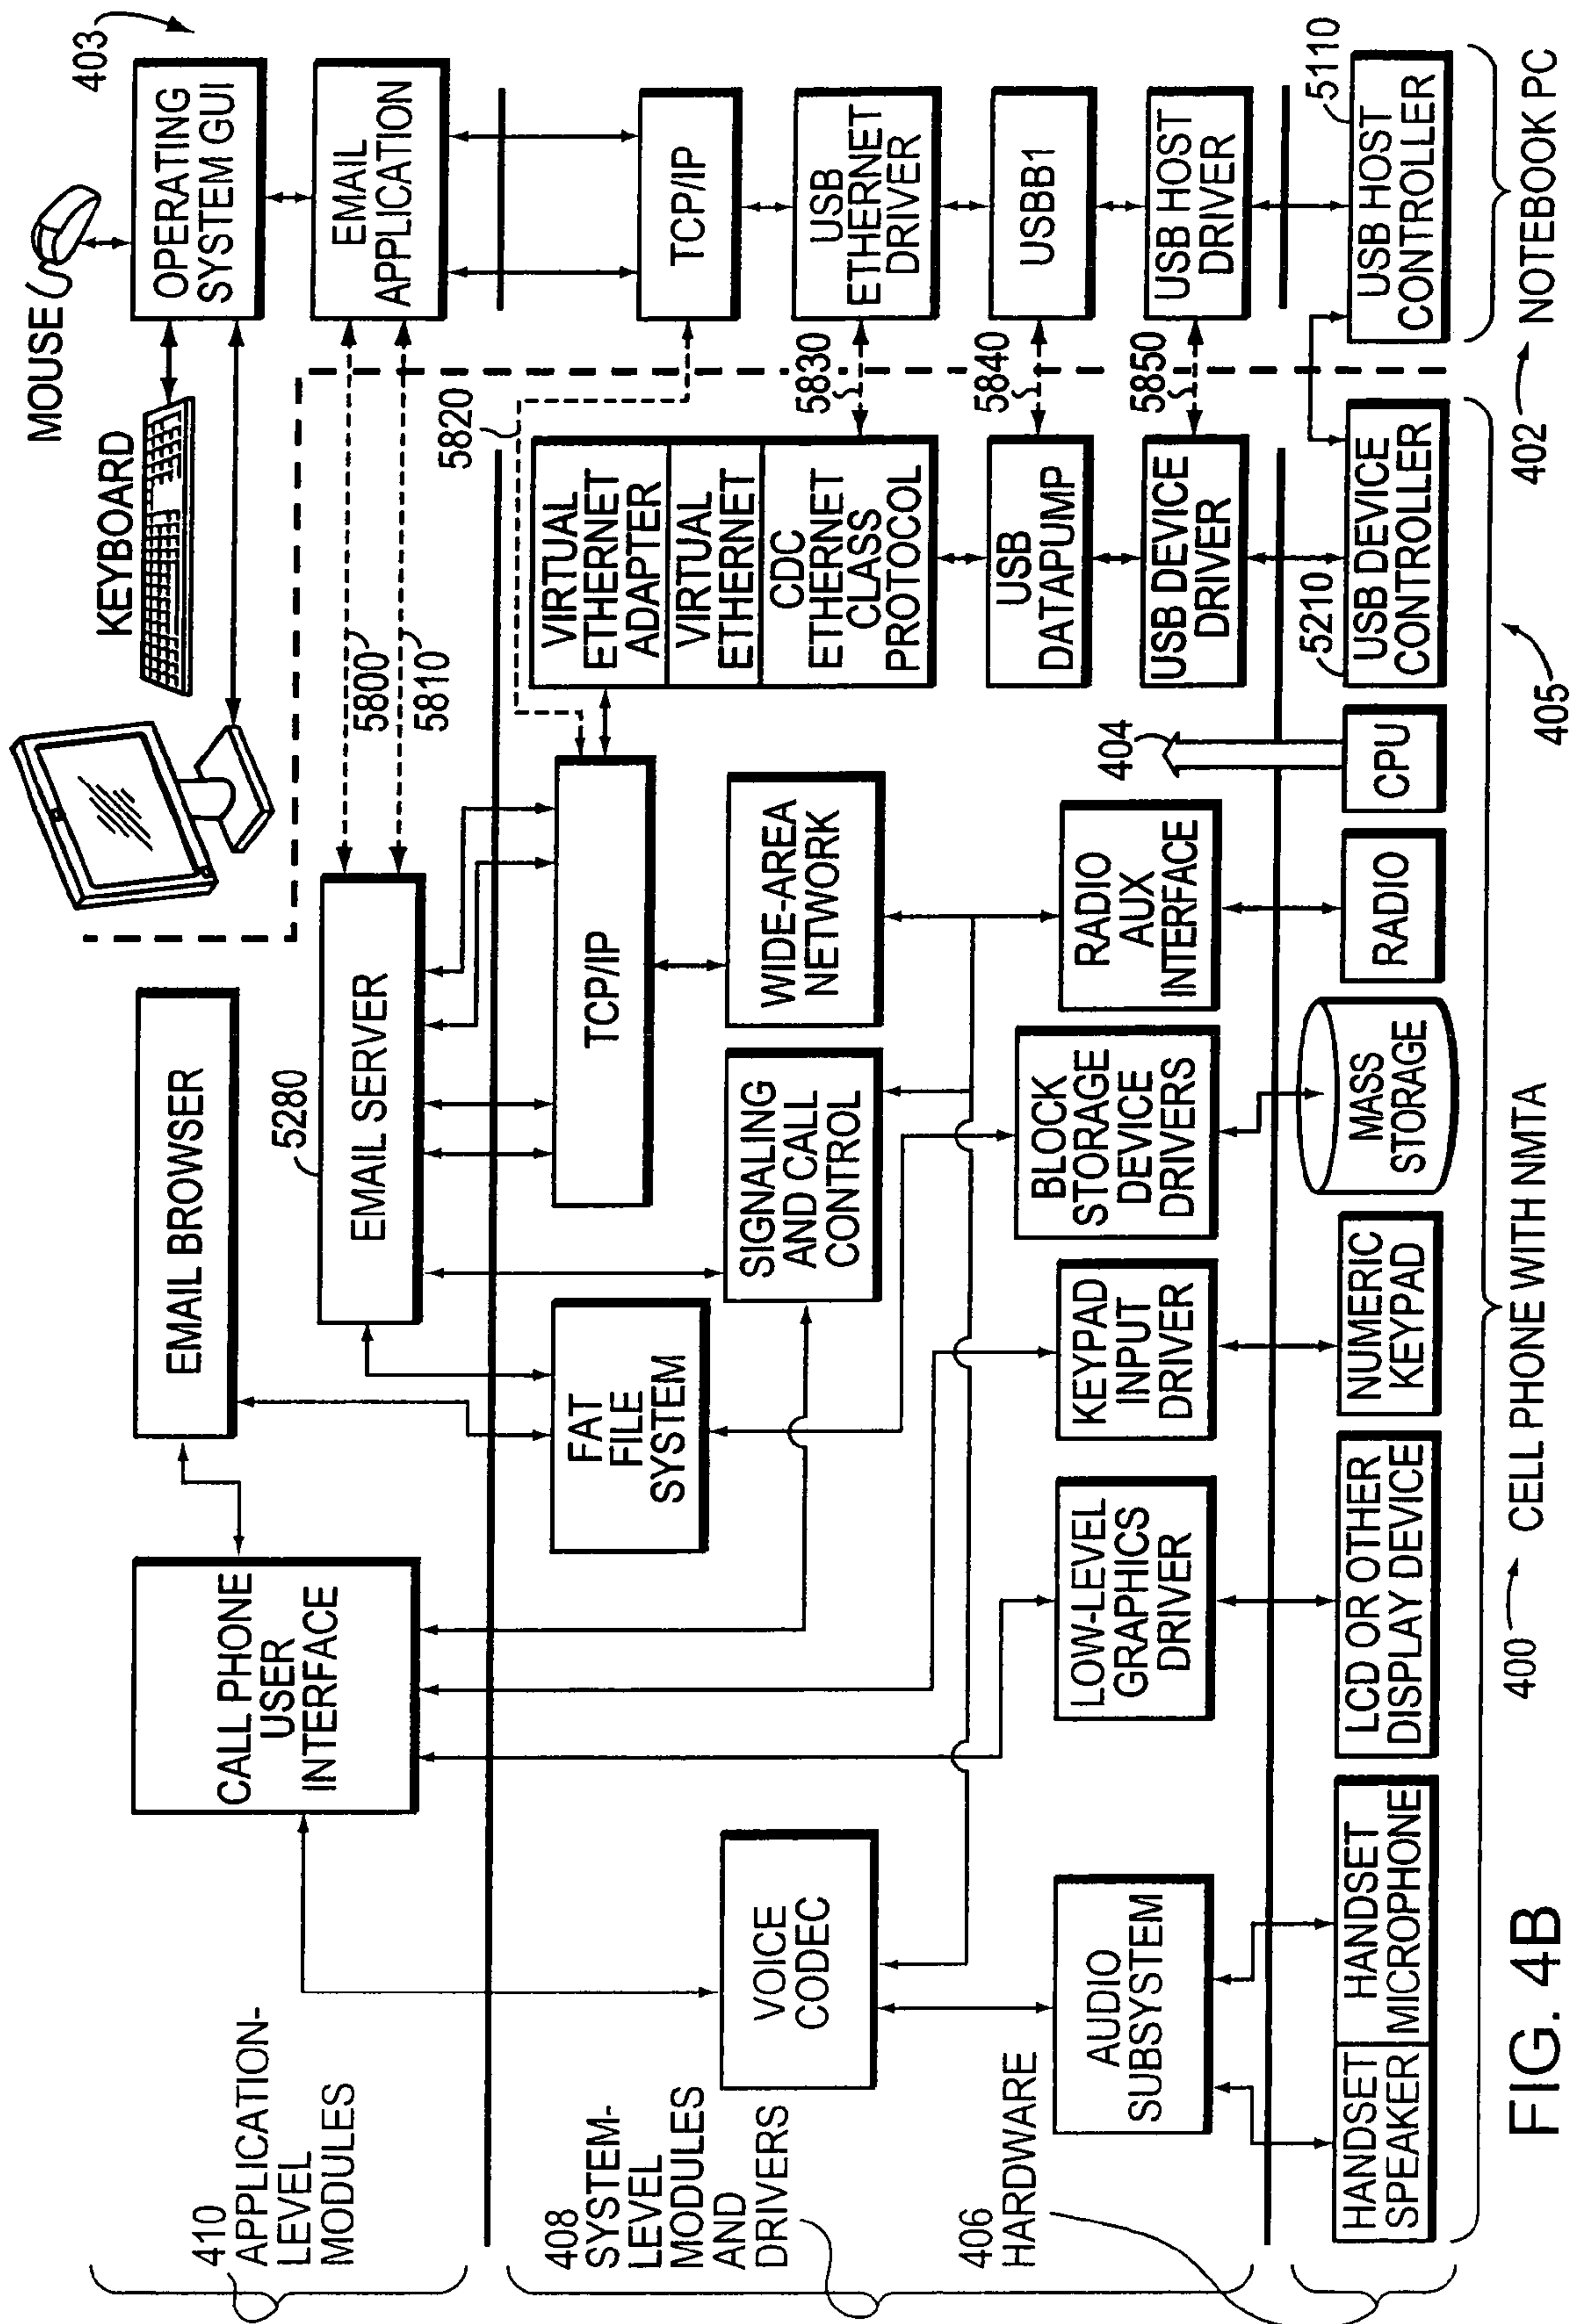 403
MOUSE
KEYBOARD
OPERATING
SYSTEM GUI
EMAIL
APPLICATION
TCP/IP
USB
ETHERNET
DRIVER
USBB1
USB HOST
DRIVER
USB HOST
CONTROLLER
5110
402
NOTEBOOK PC
5800
5810
5820
5830
5840
5850
410
APPLICATION-
LEVEL
MODULES
CALL PHONE
USER
INTERFACE
EMAIL BROWSER
5280
EMAIL SERVER
408
SYSTEM-
LEVEL
MODULES
AND
DRIVERS
FAT
FILE
SYSTEM
TCP/IP
VIRTUAL
ETHERNET
ADAPTER
VIRTUAL
ETHERNET
CDC
ETHERNET
CLASS
PROTOCOL
VOICE
CODEC
SIGNALING
AND CALL
CONTROL
WIDE-AREA
NETWORK
USB
DATAPUMP
AUDIO
SUBSYSTEM
LOW-LEVEL
GRAPHICS
DRIVER
KEYPAD
INPUT
DRIVER
BLOCK
STORAGE
DEVICE
DRIVERS
RADIO
AUX
INTERFACE
404
USB DEVICE
DRIVER
406
HARDWARE
HANDSET
SPEAKER
HANDSET
MICROPHONE
LCD OR OTHER
DISPLAY DEVICE
NUMERIC
KEYPAD
MASS
STORAGE
RADIO
CPU
5210
USB DEVICE
CONTROLLER
405
400
CELL PHONE WITH NMTA
FIG. 4B